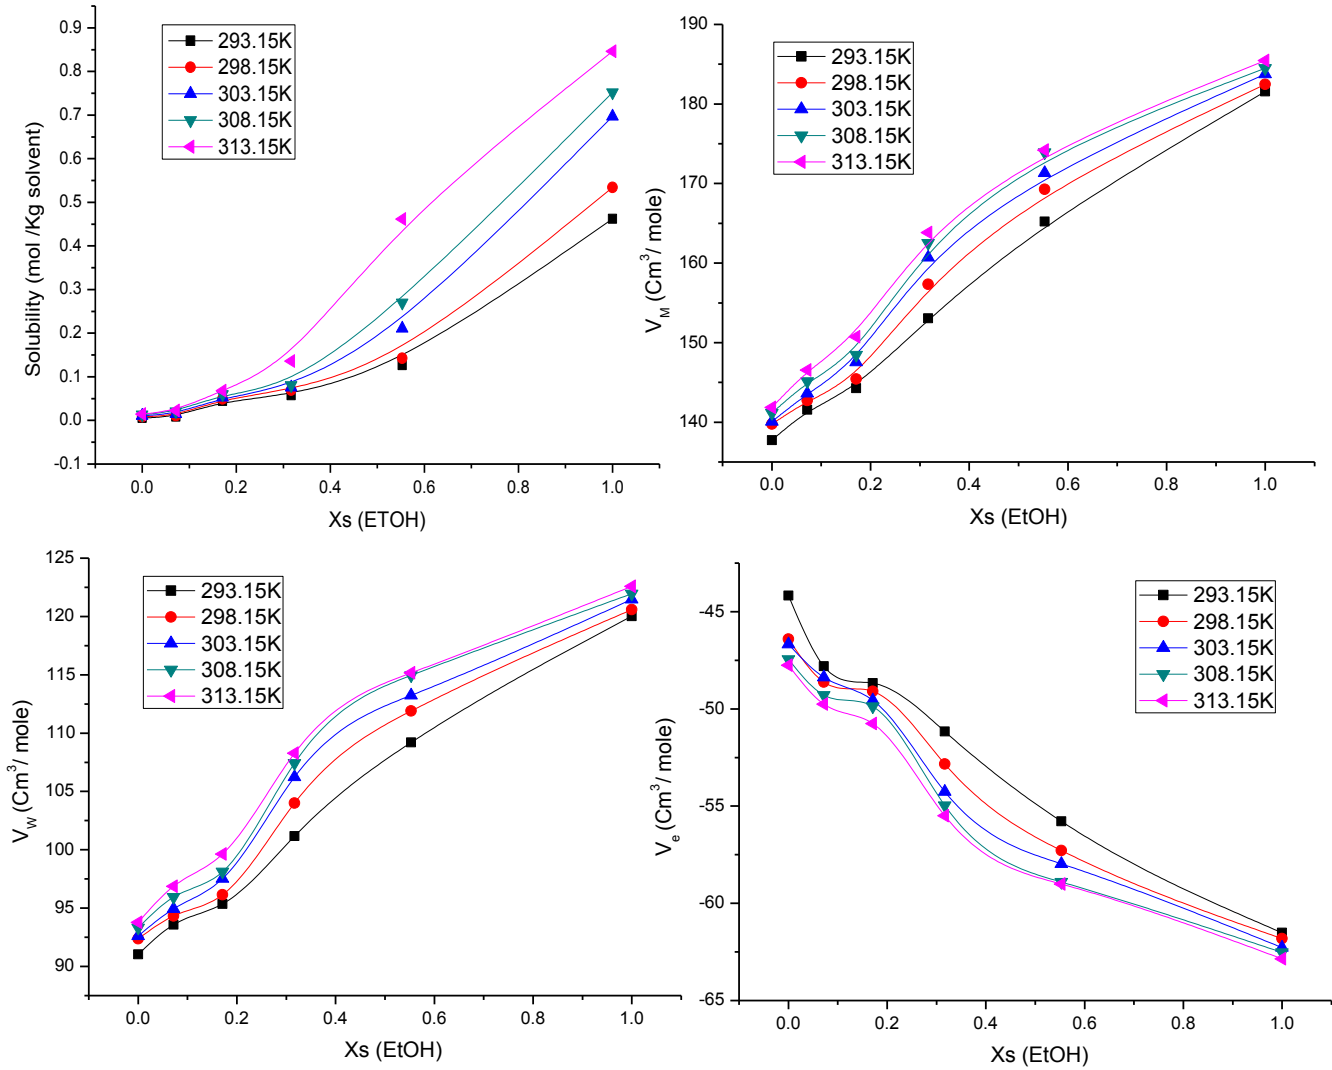 0.9
0.8
0.7
0.6
0.5
0.4
0.3
0.2
0.1
0.0
-0.1
Solubility (mol /Kg solvent)
293.15K
298.15K
303.15K
308.15K
313.15K
0.0 0.2 0.4 0.6 0.8 1.0
Xs (ETOH)
190
180
170
160
150
140
V_M (Cm³/ mole)
293.15K
298.15K
303.15K
308.15K
313.15K
0.0 0.2 0.4 0.6 0.8 1.0
Xs (EtOH)
125
120
115
110
105
100
95
90
V_W (Cm³/ mole)
293.15K
298.15K
303.15K
308.15K
313.15K
0.0 0.2 0.4 0.6 0.8 1.0
Xs (EtOH)
-45
-50
-55
-60
-65
V_e (Cm³/ mole)
293.15K
298.15K
303.15K
308.15K
313.15K
0.0 0.2 0.4 0.6 0.8 1.0
Xs (EtOH)